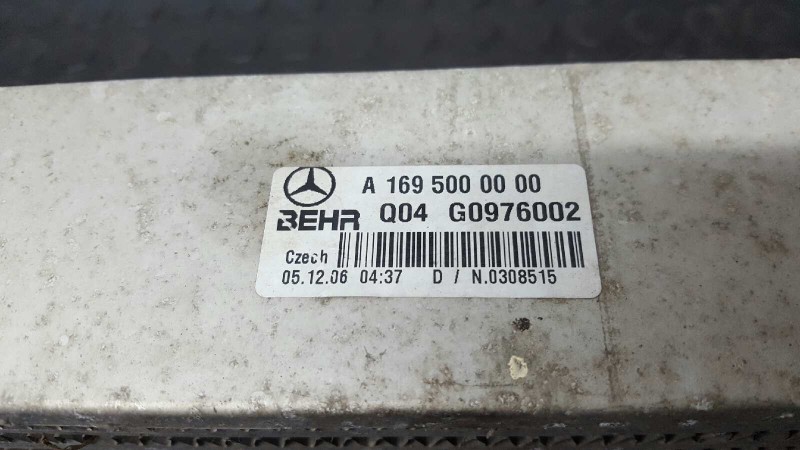 A 169 500 00 00
BEHR Q04 G0976002
Czech
05.12.06 04:37 D / N.0308515